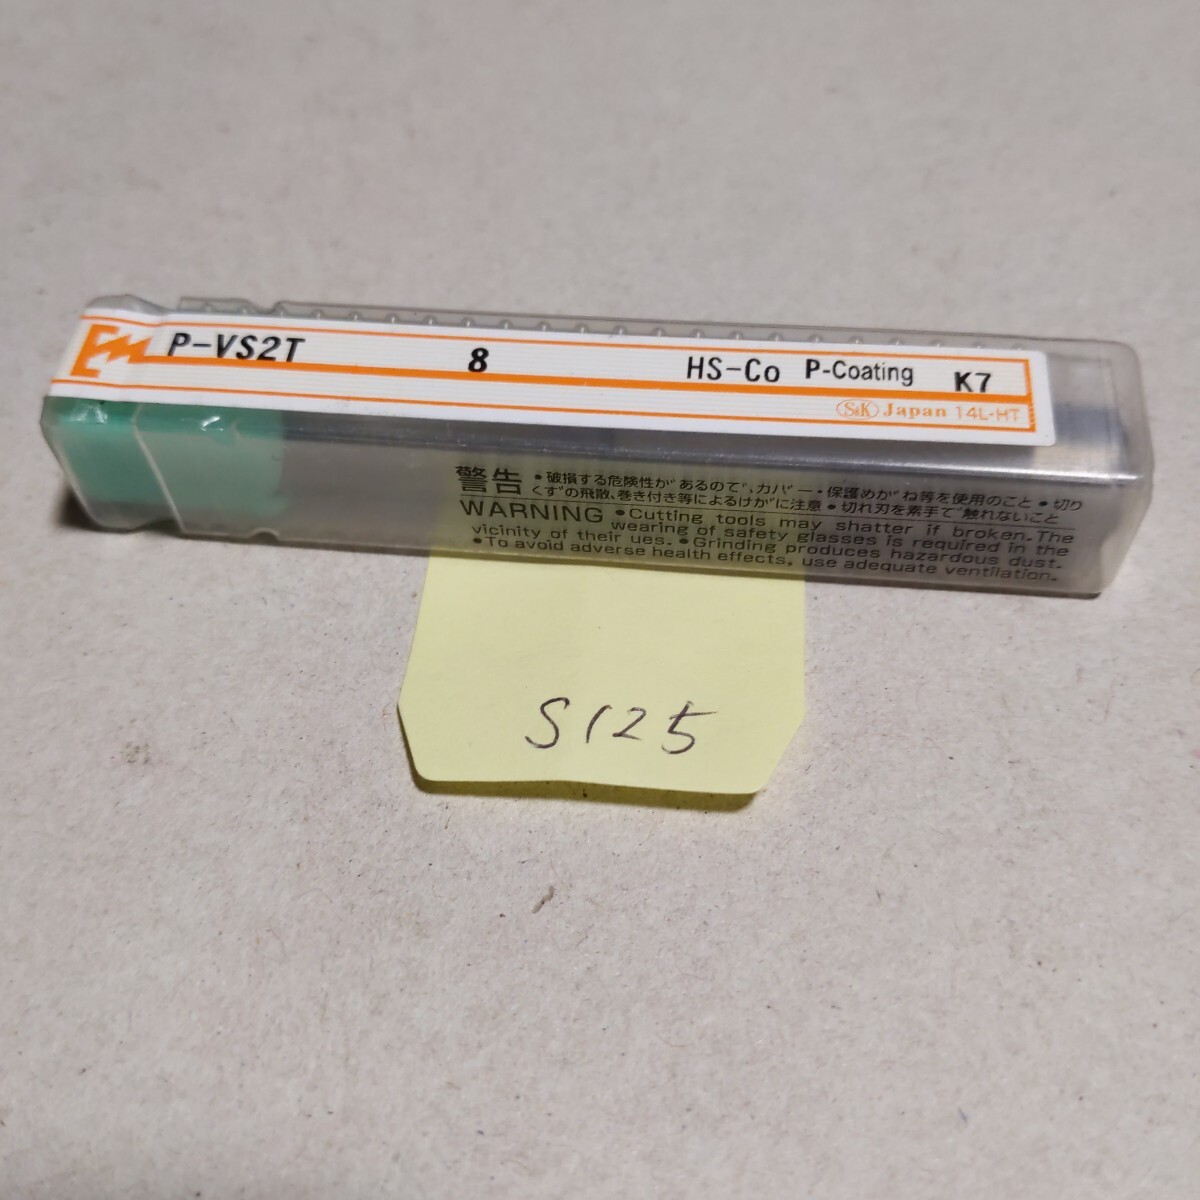 P-VS2T 8 HS-Co P-Coating K7
S&K Japan 14L-HT
警告 •破損する危険性があるので、カバー・保護めがね等を使用のこと •切り
くずの飛散、巻き付き等によるけがに注意 •切れ刃を素手で触れないこと
WARNING •Cutting tools may shatter if broken. The
wearing of safety glasses is required in the
vicinity of their ues. •Grinding produces hazardous dust.
•To avoid adverse health effects, use adequate ventilation.
S125